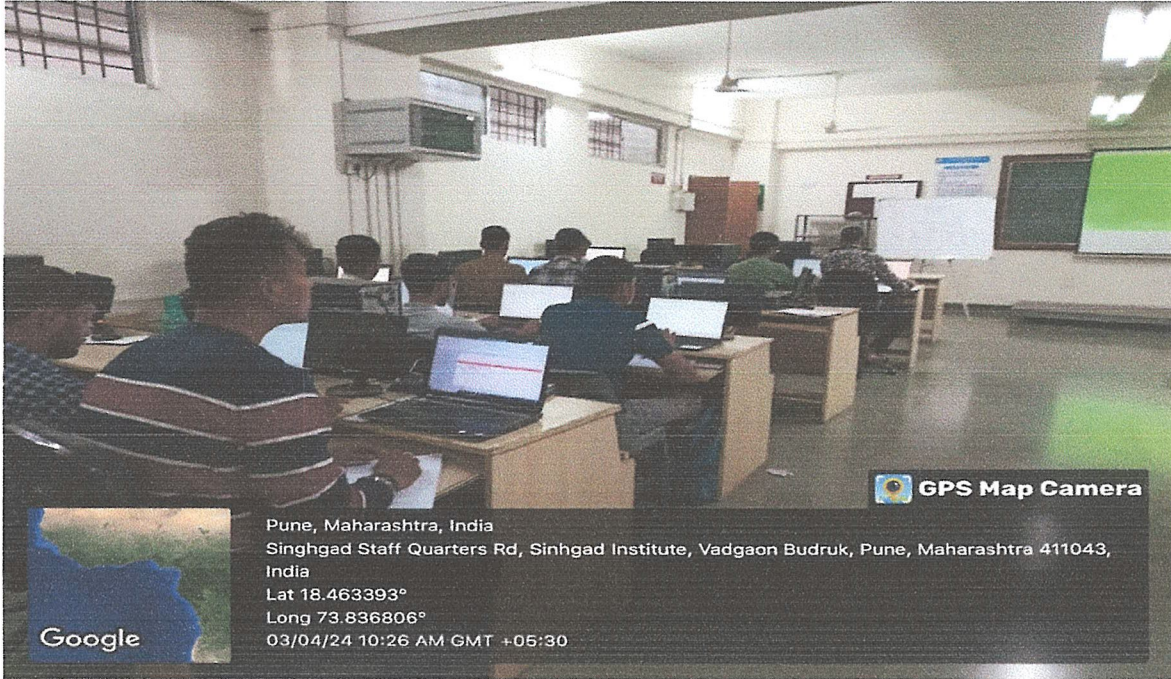 GPS Map Camera
Pune, Maharashtra, India
Singhgad Staff Quarters Rd, Sinhgad Institute, Vadgaon Budruk, Pune, Maharashtra 411043,
India
Lat 18.463393°
Long 73.836806°
03/04/24 10:26 AM GMT +05:30
Google